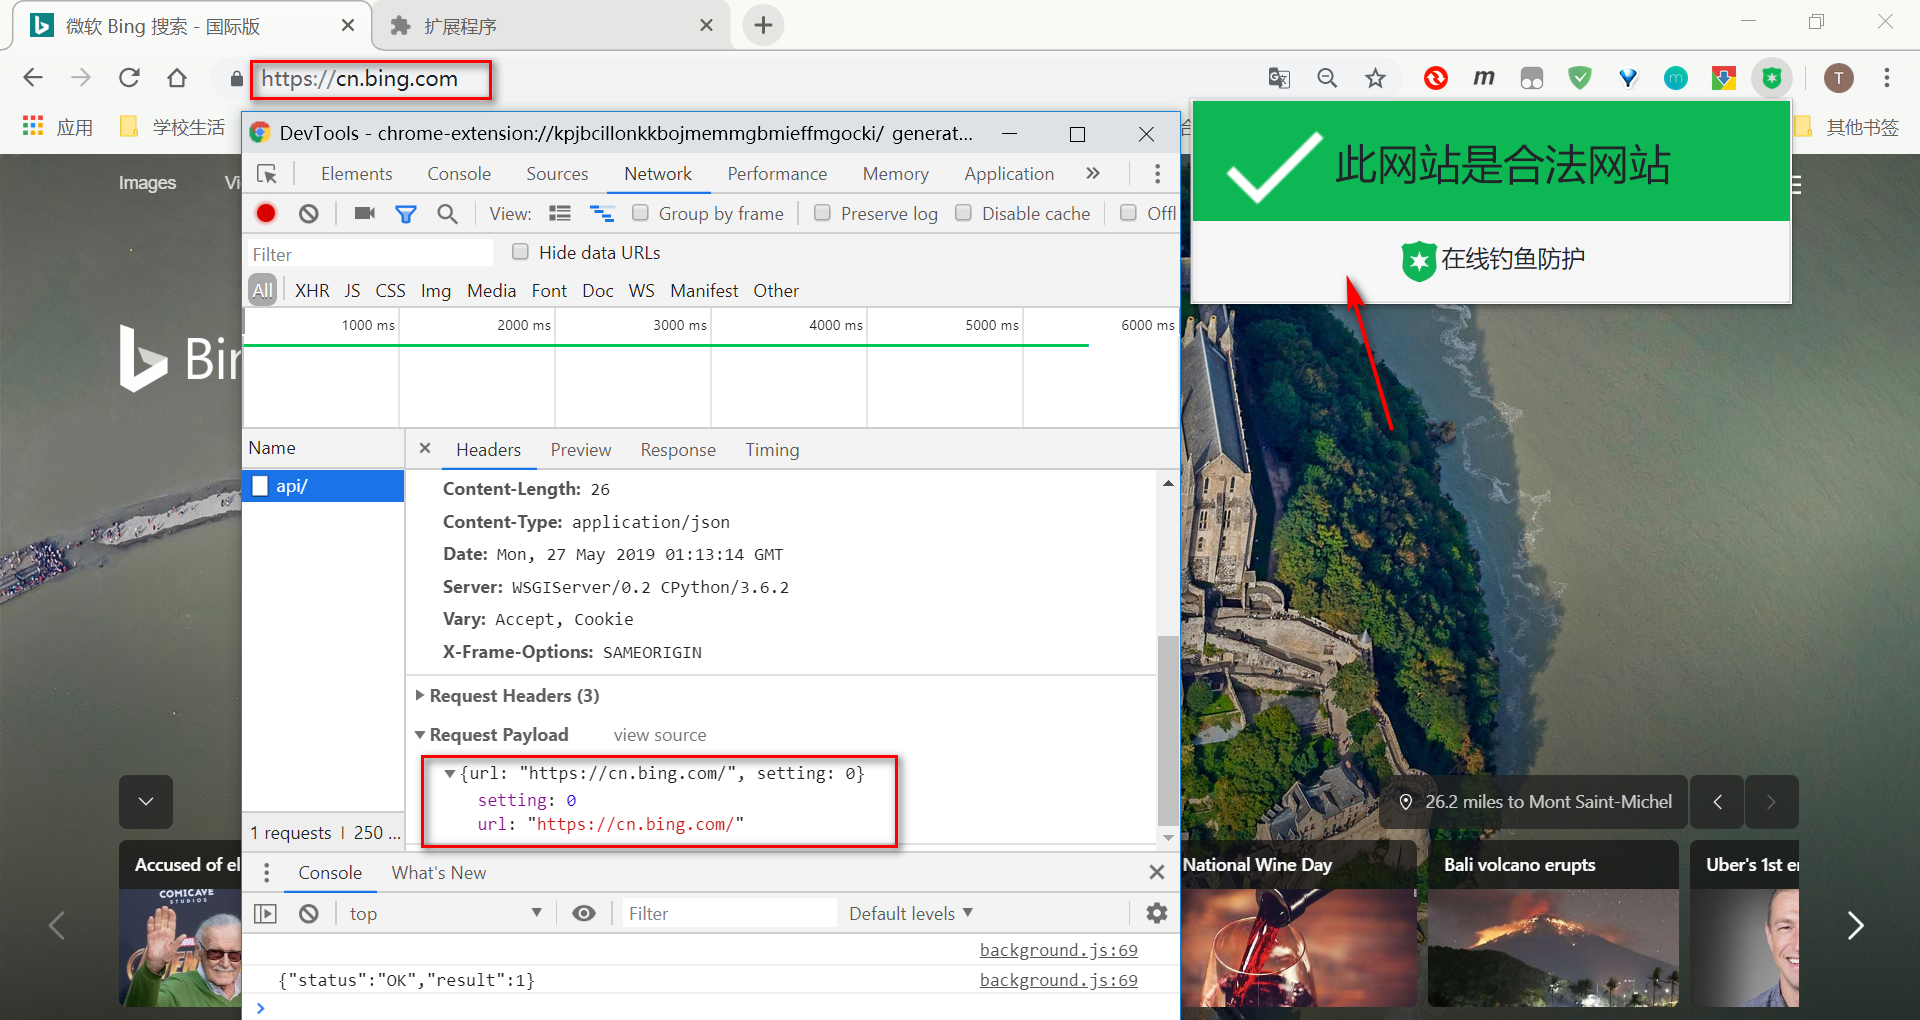 微软 Bing 搜索 - 国际版
扩展程序
https://cn.bing.com
m
m
T
应用
学校生活
其他书签
DevTools - chrome-extension://kpjbcillonkkbojmemmgbmieffmgocki/_generat...
此网站是合法网站
在线钓鱼防护
Images
Vi
Elements Console Sources Network Performance Memory Application »
View: Group by frame Preserve log Disable cache Offl
Filter
Hide data URLs
All XHR JS CSS Img Media Font Doc WS Manifest Other
1000 ms 2000 ms 3000 ms 4000 ms 5000 ms 6000 ms
Bin
Name
Headers Preview Response Timing
api/
Content-Length: 26
Content-Type: application/json
Date: Mon, 27 May 2019 01:13:14 GMT
Server: WSGIServer/0.2 CPython/3.6.2
Vary: Accept, Cookie
X-Frame-Options: SAMEORIGIN
Request Headers (3)
Request Payload view source
{url: "https://cn.bing.com/", setting: 0}
setting: 0
url: "https://cn.bing.com/"
1 requests | 250 ...
26.2 miles to Mont Saint-Michel
Accused of el
COMICAVE
STUDIOS
National Wine Day
Bali volcano erupts
Uber's 1st e
Console What's New
top Filter Default levels
background.js:69
{"status":"OK","result":1} background.js:69